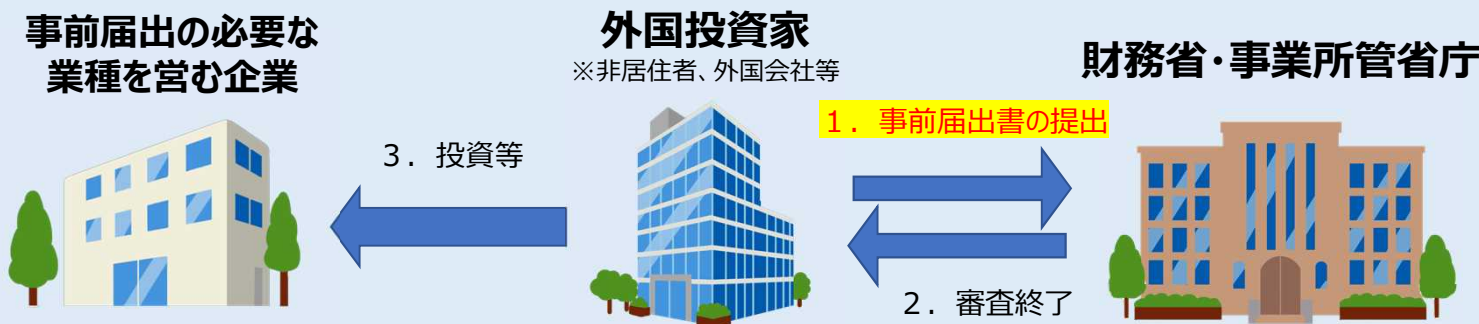 事前届出の必要な
業種を営む企業
外国投資家
※非居住者、外国会社等
財務省・事業所管省庁
１．事前届出書の提出
３．投資等
２．審査終了